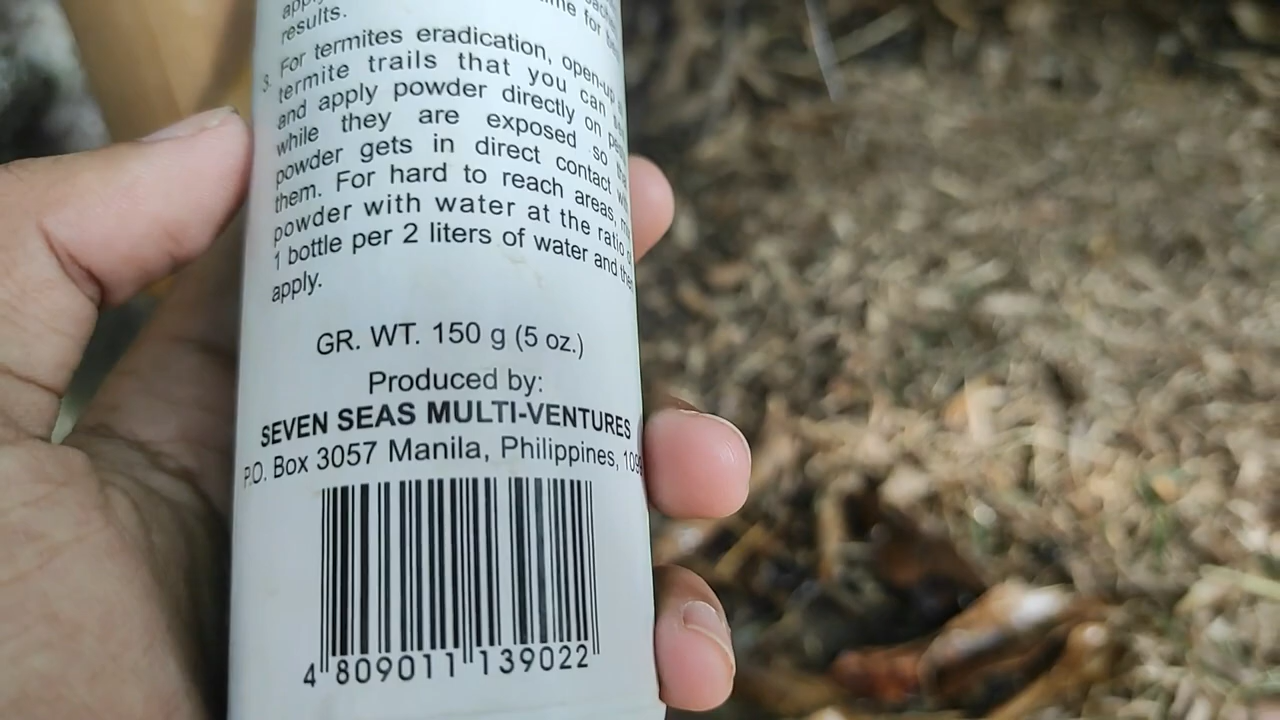 results.
3. For termites eradication, open-up
termite trails that you can
and apply powder directly on
while they are exposed so
powder gets in direct contact
them. For hard to reach areas,
powder with water at the ratio
1 bottle per 2 liters of water and
apply.
GR. WT. 150 g (5 oz.)
Produced by:
SEVEN SEAS MULTI-VENTURES
P.O. Box 3057 Manila, Philippines,
4 809011 139022